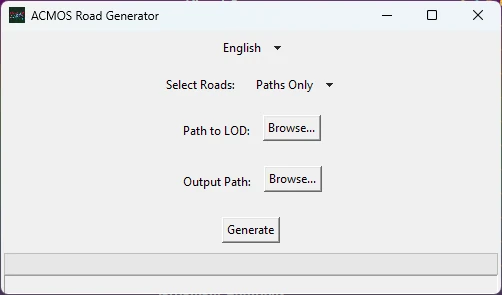 ACMOS Road Generator
English
Select Roads: Paths Only
Path to LOD: Browse...
Output Path: Browse...
Generate